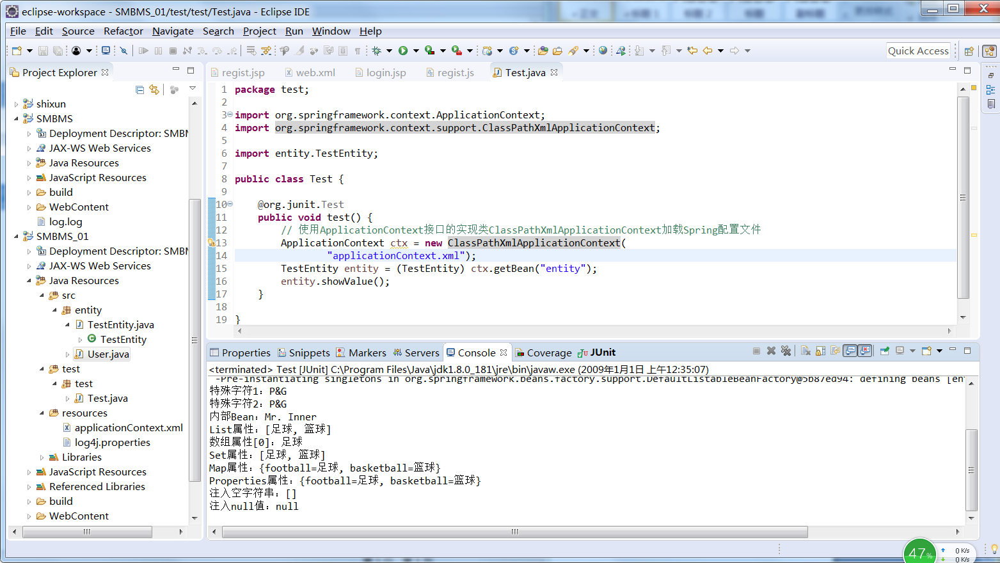 eclipse-workspace - SMBMS_01/test/test/Test.java - Eclipse IDE
File Edit Source Refactor Navigate Search Project Run Window Help
Quick Access
Project Explorer
shixun
SMBMS
Deployment Descriptor: SMBM
JAX-WS Web Services
Java Resources
JavaScript Resources
build
WebContent
log.log
SMBMS_01
Deployment Descriptor: SMBM
JAX-WS Web Services
Java Resources
src
entity
TestEntity.java
TestEntity
User.java
test
test
Test.java
resources
applicationContext.xml
log4j.properties
Libraries
JavaScript Resources
Referenced Libraries
build
WebContent
regist.jsp web.xml login.jsp regist.js Test.java
1 package test;
2
3 import org.springframework.context.ApplicationContext;
4 import org.springframework.context.support.ClassPathXmlApplicationContext;
5
6 import entity.TestEntity;
7
8 public class Test {
9
10 @org.junit.Test
11 public void test() {
12 // 使用ApplicationContext接口的实现类ClassPathXmlApplicationContext加载Spring配置文件
13 ApplicationContext ctx = new ClassPathXmlApplicationContext(
14 "applicationContext.xml");
15 TestEntity entity = (TestEntity) ctx.getBean("entity");
16 entity.showValue();
17 }
18
19 }
Properties Snippets Markers Servers Console Coverage JUnit
<terminated> Test [JUnit] C:\Program Files\Java\jdk1.8.0_181\jre\bin\javaw.exe (2009年1月1日 上午12:35:07)
-Pre-instantiating singletons in org.springframework.beans.factory.support.DefaultListableBeanFactory@5b87ed94: defining beans [en
特殊字符1：P&G
特殊字符2：P&G
内部Bean：Mr. Inner
List属性：[足球, 篮球]
数组属性[0]：足球
Set属性：[足球, 篮球]
Map属性：{football=足球, basketball=篮球}
Properties属性：{football=足球, basketball=篮球}
注入空字符串：[]
注入null值：null
47%
0 K/s
0 K/s